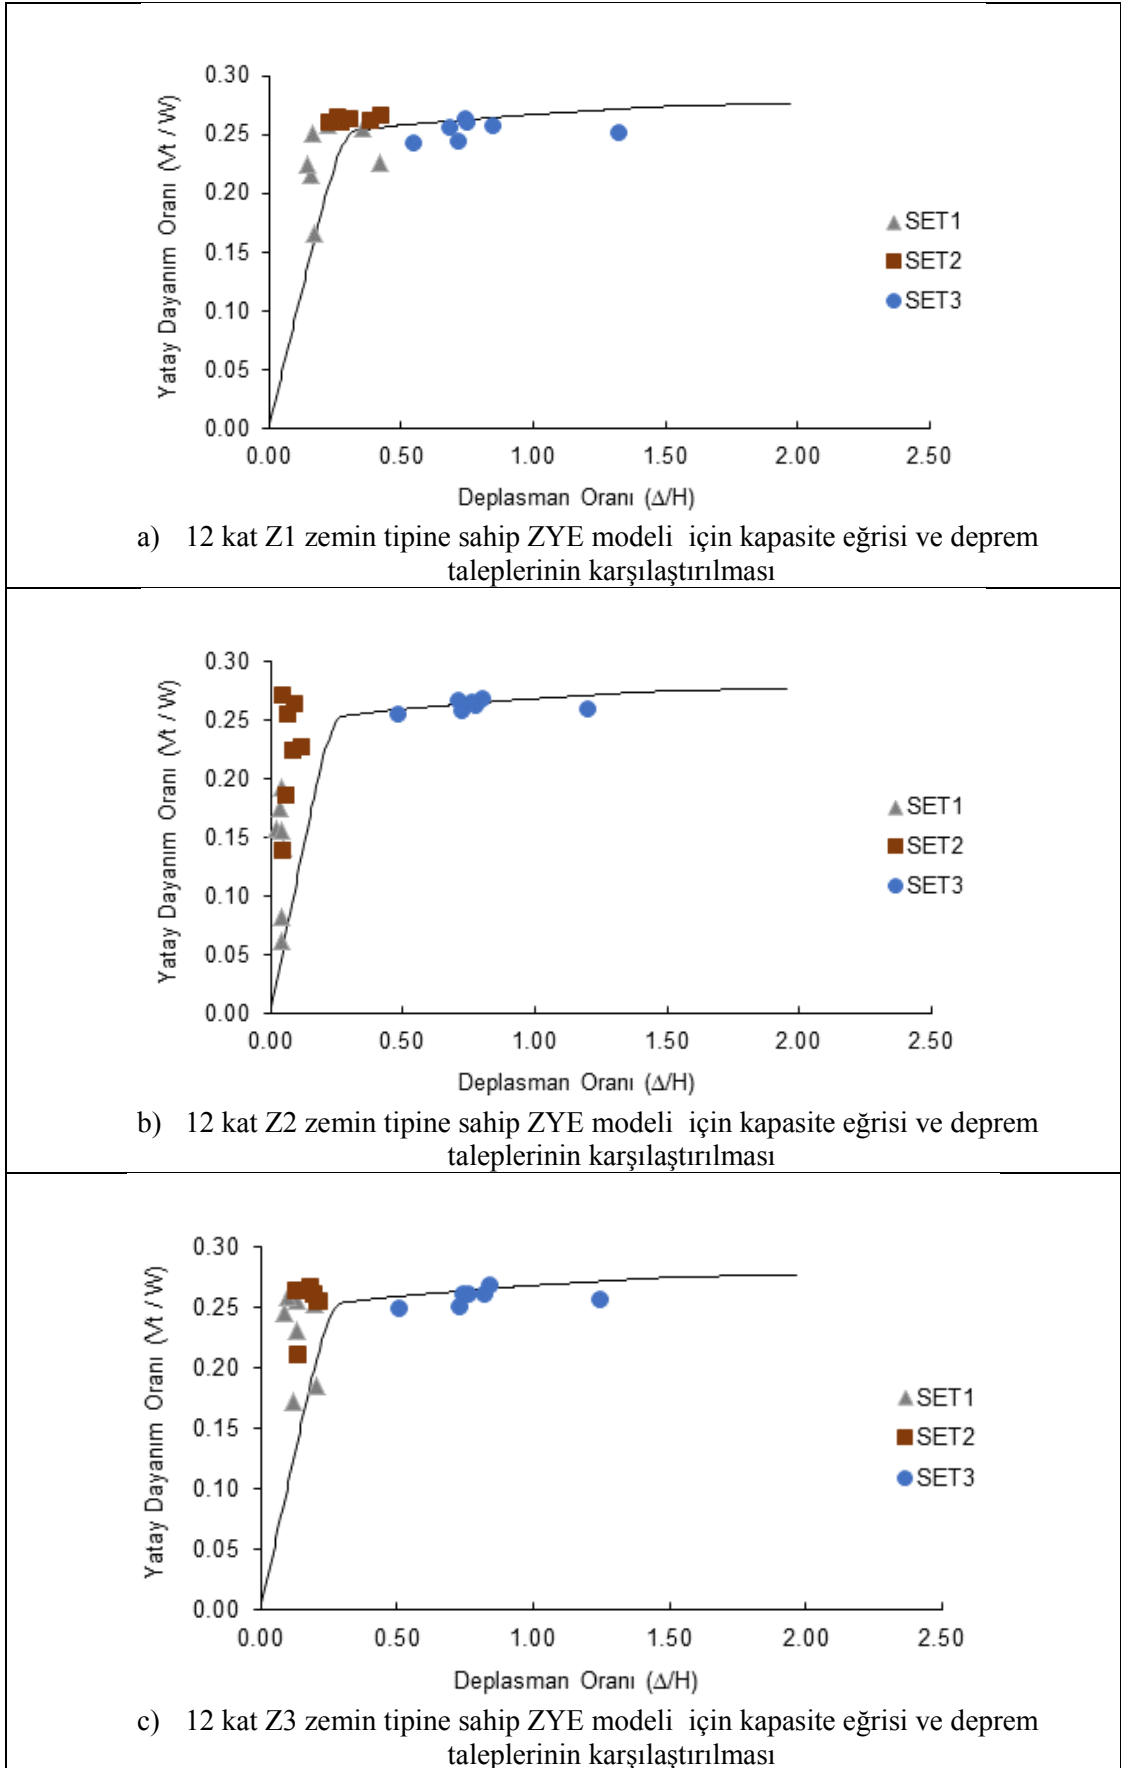 0.30
0.25
0.20
0.15
0.10
0.05
0.00
Yatay Dayanım Oranı (Vt / W)
SET1
SET2
SET3
0.00 0.50 1.00 1.50 2.00 2.50
Deplasman Oranı (Δ/H)
a) 12 kat Z1 zemin tipine sahip ZYE modeli için kapasite eğrisi ve deprem
taleplerinin karşılaştırılması
0.30
0.25
0.20
0.15
0.10
0.05
0.00
Yatay Dayanım Oranı (Vt / W)
SET1
SET2
SET3
0.00 0.50 1.00 1.50 2.00 2.50
Deplasman Oranı (Δ/H)
b) 12 kat Z2 zemin tipine sahip ZYE modeli için kapasite eğrisi ve deprem
taleplerinin karşılaştırılması
0.30
0.25
0.20
0.15
0.10
0.05
0.00
Yatay Dayanım Oranı (Vt / W)
SET1
SET2
SET3
0.00 0.50 1.00 1.50 2.00 2.50
Deplasman Oranı (Δ/H)
c) 12 kat Z3 zemin tipine sahip ZYE modeli için kapasite eğrisi ve deprem
taleplerinin karşılaştırılması